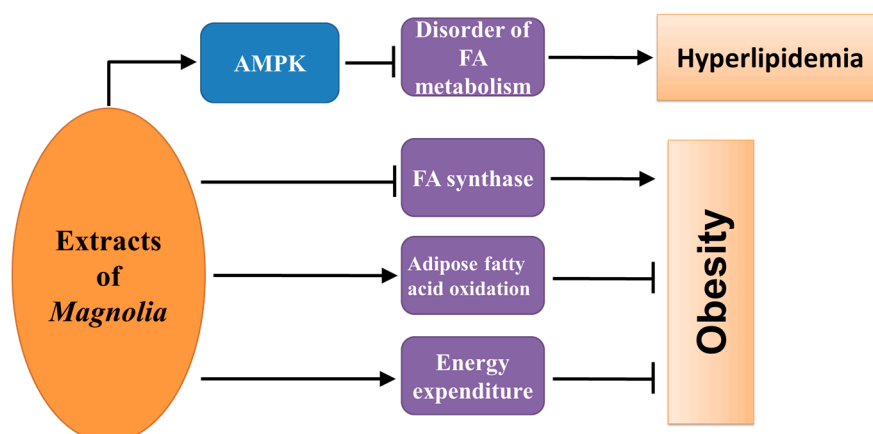 AMPK
Disorder of
FA
metabolism
Hyperlipidemia
Extracts
of
Magnolia
FA synthase
Adipose fatty
acid oxidation
Energy
expenditure
Obesity